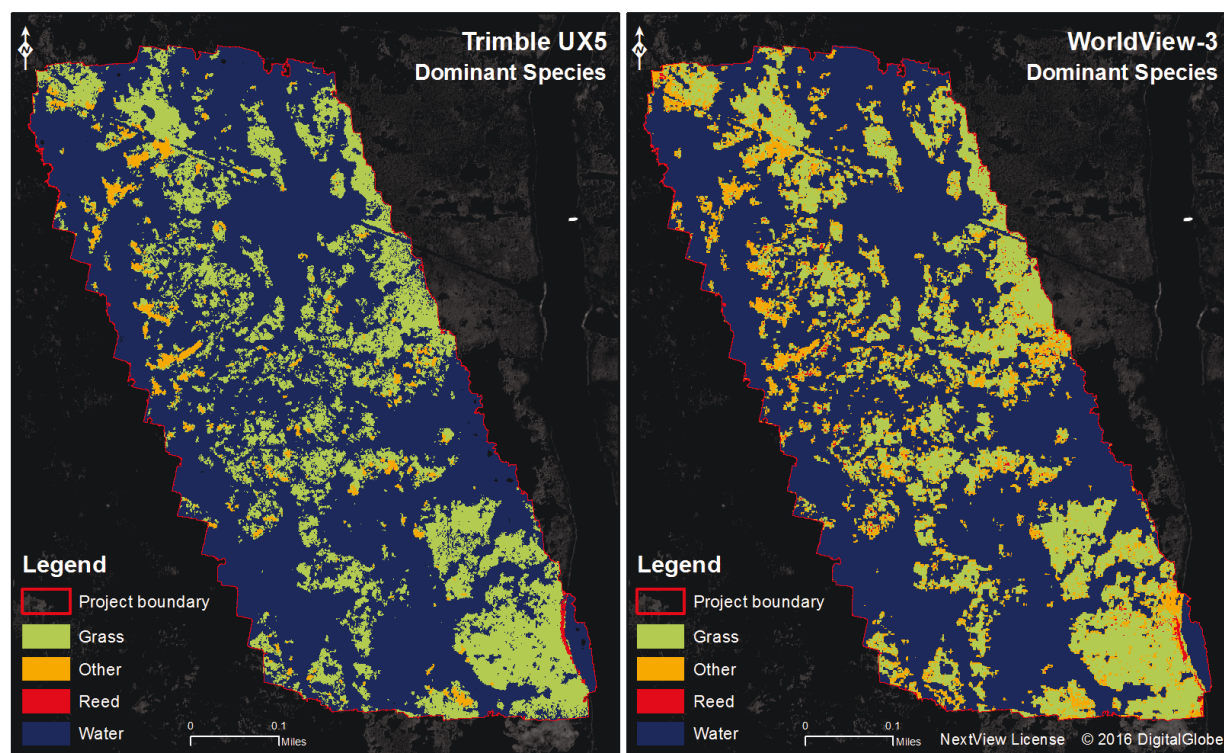 N
Trimble UX5
Dominant Species
Legend
Project boundary
Grass
Other
Reed
Water
0 0.1
Miles
N
WorldView-3
Dominant Species
Legend
Project boundary
Grass
Other
Reed
Water
0 0.1
Miles
NextView License © 2016 DigitalGlobe